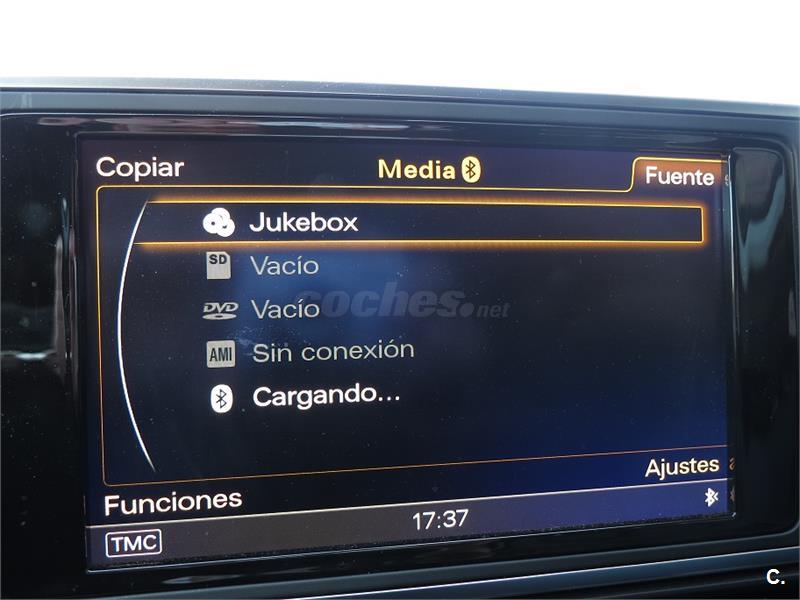 Copiar
Media
Fuente
Jukebox
SD
Vacío
DVD
Vacío
coches.net
AMI
Sin conexión
Cargando...
Ajustes
Funciones
17:37
TMC
C.